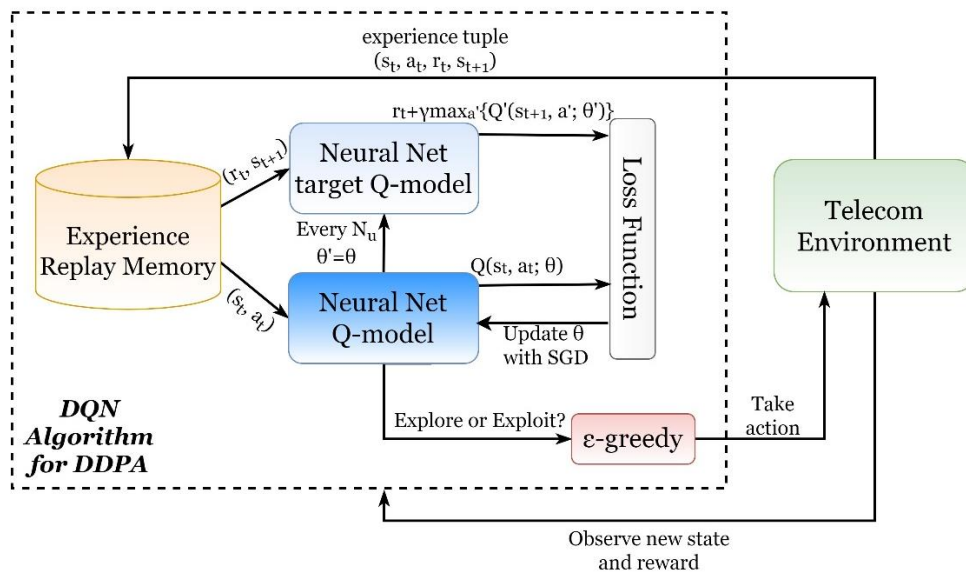 experience tuple
(sₜ, aₜ, rₜ, sₜ₊₁)
rₜ+γmaxₐ'{Q'(sₜ₊₁, a'; θ')}
(rₜ, sₜ₊₁)
Neural Net
target Q-model
Loss Function
Telecom
Environment
Experience
Replay Memory
Every Nᵤ
θ'=θ
Q(sₜ, aₜ; θ)
(sₜ, aₜ)
Neural Net
Q-model
Update θ
with SGD
DQN
Algorithm
for DDPA
Explore or Exploit?
ε-greedy
Take
action
Observe new state
and reward